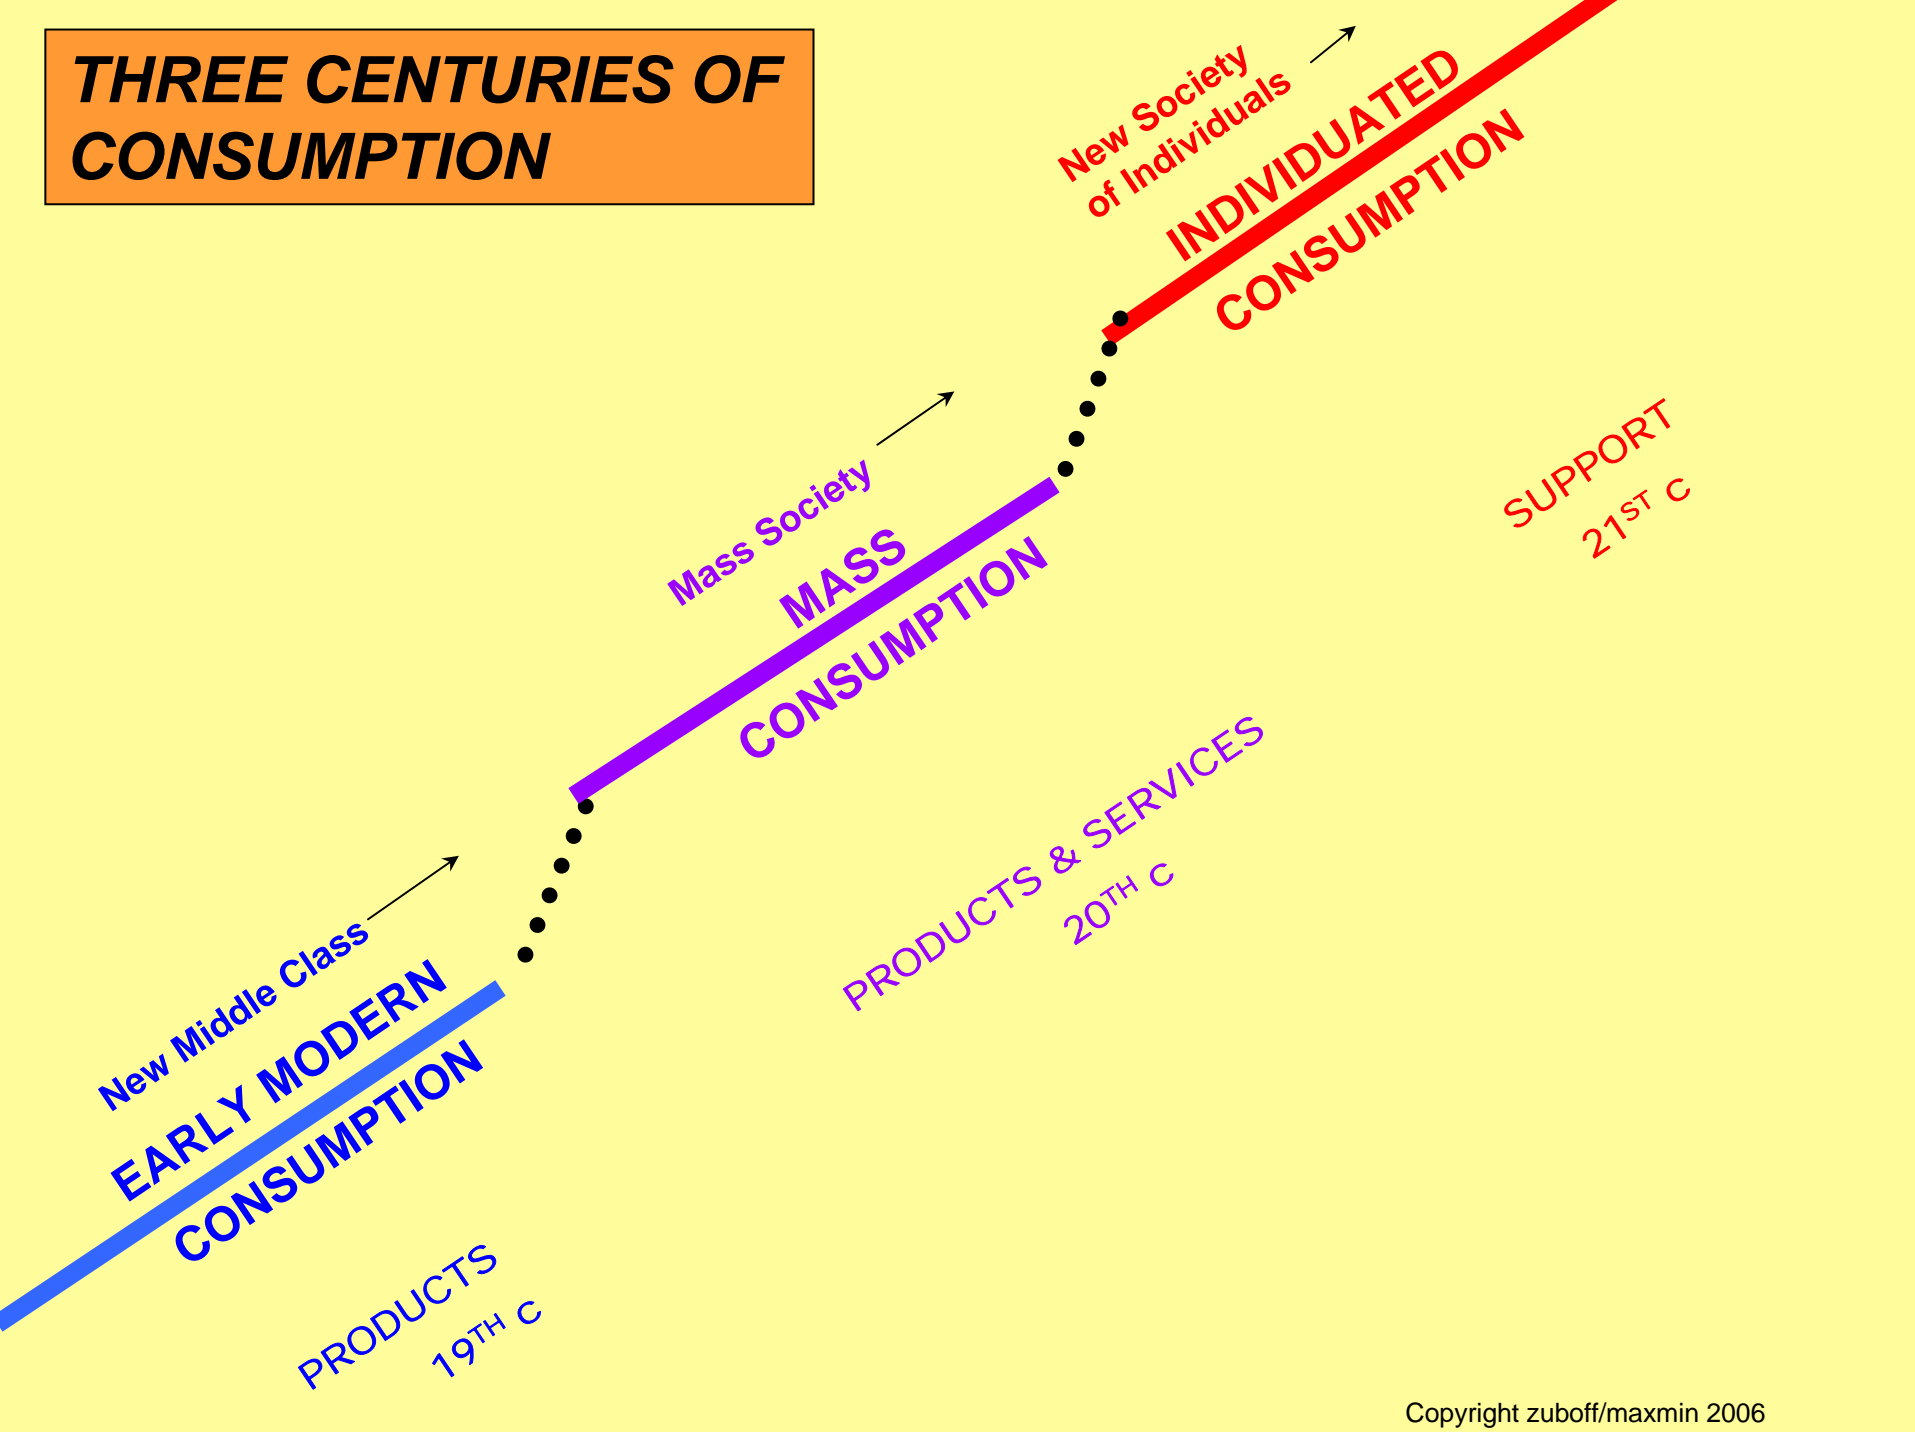 THREE CENTURIES OF
CONSUMPTION
New Society
of Individuals
INDIVIDUATED
CONSUMPTION
SUPPORT
21ST C
Mass Society
MASS
CONSUMPTION
PRODUCTS & SERVICES
20TH C
New Middle Class
EARLY MODERN
CONSUMPTION
PRODUCTS
19TH C
Copyright zuboff/maxmin 2006